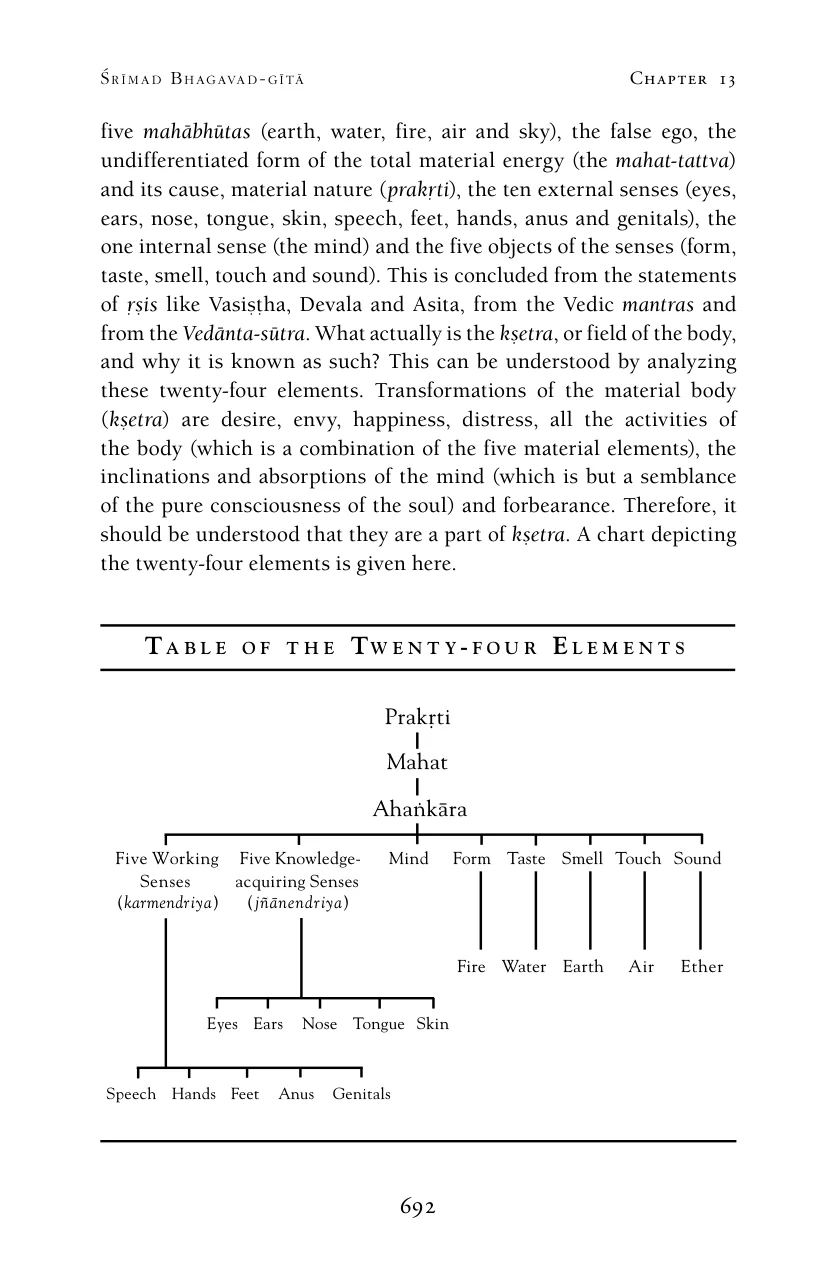 Śrīmad Bhagavad-gītā Chapter 13
five mahābhūtas (earth, water, fire, air and sky), the false ego, the
undifferentiated form of the total material energy (the mahat-tattva)
and its cause, material nature (prakṛti), the ten external senses (eyes,
ears, nose, tongue, skin, speech, feet, hands, anus and genitals), the
one internal sense (the mind) and the five objects of the senses (form,
taste, smell, touch and sound). This is concluded from the statements
of ṛṣis like Vasiṣṭha, Devala and Asita, from the Vedic mantras and
from the Vedānta-sūtra. What actually is the kṣetra, or field of the body,
and why it is known as such? This can be understood by analyzing
these twenty-four elements. Transformations of the material body
(kṣetra) are desire, envy, happiness, distress, all the activities of
the body (which is a combination of the five material elements), the
inclinations and absorptions of the mind (which is but a semblance
of the pure consciousness of the soul) and forbearance. Therefore, it
should be understood that they are a part of kṣetra. A chart depicting
the twenty-four elements is given here.
Table of the Twenty-four Elements
Prakṛti
Mahat
Ahaṅkāra
Five Working Five Knowledge- Mind Form Taste Smell Touch Sound
Senses acquiring Senses
(karmendriya) (jñānendriya)
Fire Water Earth Air Ether
Eyes Ears Nose Tongue Skin
Speech Hands Feet Anus Genitals
692